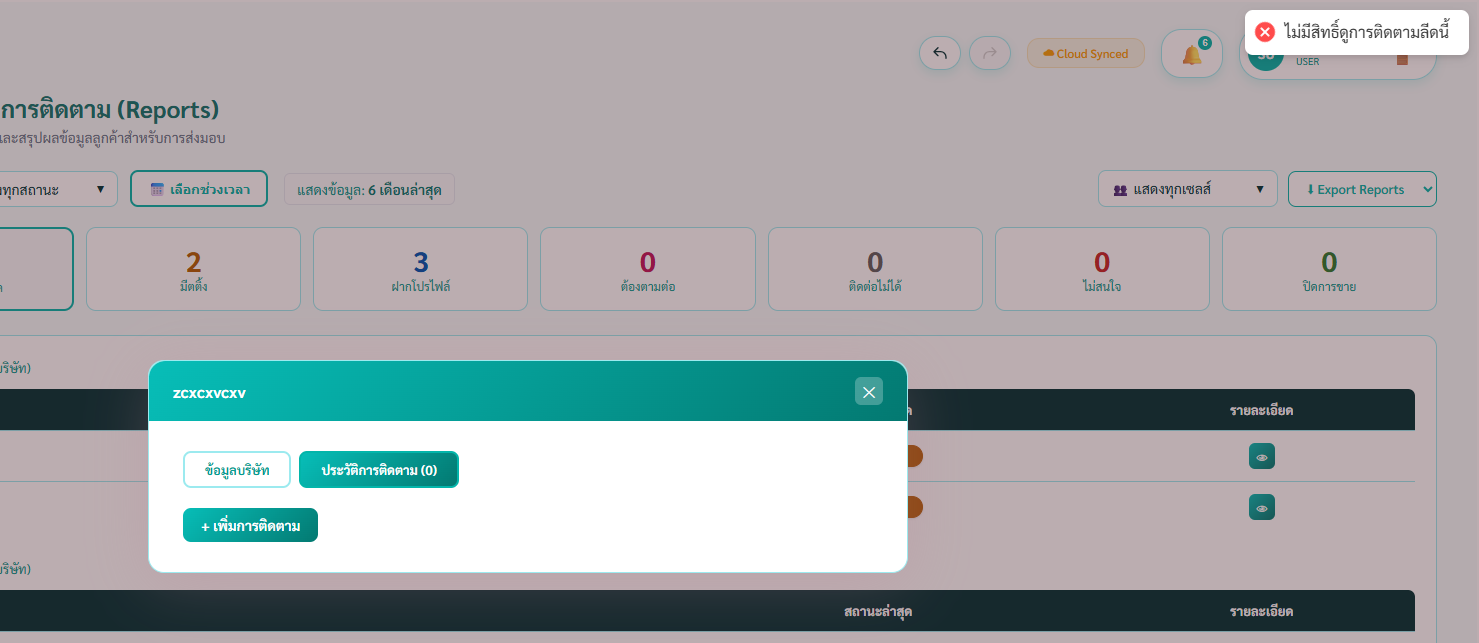 ไม่มีสิทธิ์ดูการติดตามลีดนี้
Cloud Synced
6
USER
การติดตาม (Reports)
และสรุปผลข้อมูลลูกค้าสำหรับการส่งมอบ
ทุกสถานะ ▼
เลือกช่วงเวลา
แสดงข้อมูล: 6 เดือนล่าสุด
แสดงทุกเซลส์ ▼
⬇ Export Reports
2
มีตติ้ง
3
ฝากโปรไฟล์
0
ต้องตามต่อ
0
ติดต่อไม่ได้
0
ไม่สนใจ
0
ปิดการขาย
บริษัท)
zcxcxvcxv
รายละเอียด
ข้อมูลบริษัท
ประวัติการติดตาม (0)
+ เพิ่มการติดตาม
บริษัท)
สถานะล่าสุด
รายละเอียด